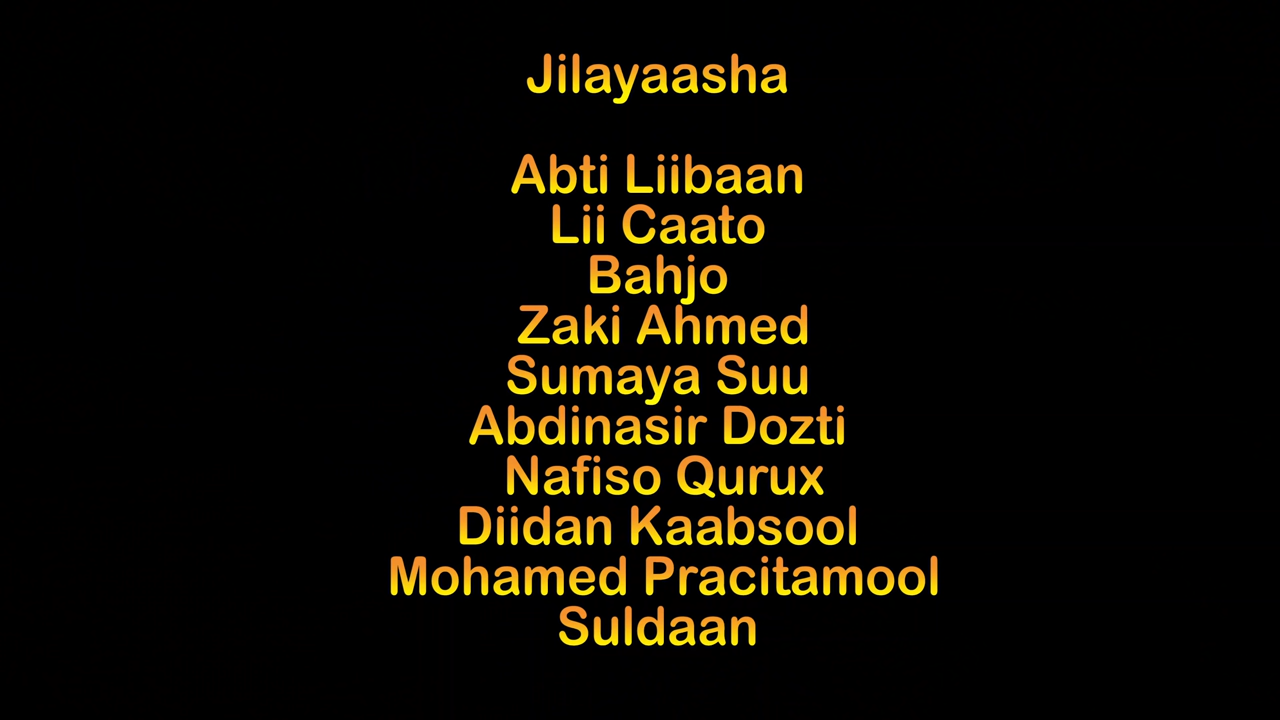 Jilayaasha
Abti Liibaan
Lii Caato
Bahjo
Zaki Ahmed
Sumaya Suu
Abdinasir Dozti
Nafiso Qurux
Diidan Kaabsool
Mohamed Pracitamool
Suldaan